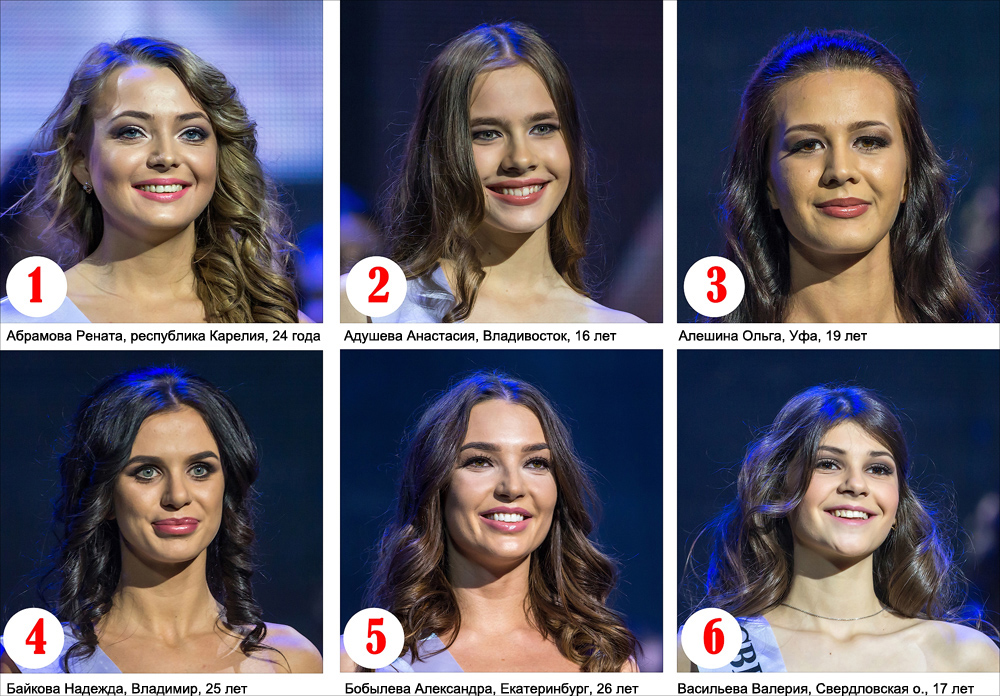 1
2
3
Абрамова Рената, республика Карелия, 24 года
Адушева Анастасия, Владивосток, 16 лет
Алешина Ольга, Уфа, 19 лет
4
5
6
Байкова Надежда, Владимир, 25 лет
Бобылева Александра, Екатеринбург, 26 лет
Васильева Валерия, Свердловская о., 17 лет